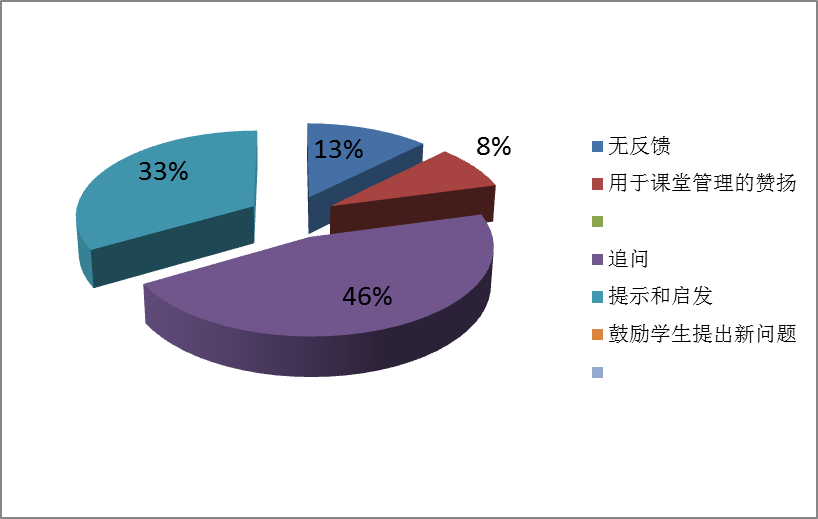 13%
8%
33%
46%
无反馈
用于课堂管理的赞扬
追问
提示和启发
鼓励学生提出新问题